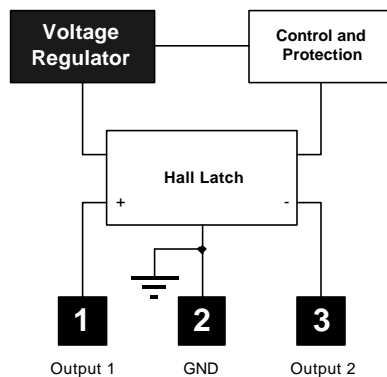 Voltage
Regulator
Control and
Protection
Hall Latch
+
-
1
2
3
Output 1
GND
Output 2